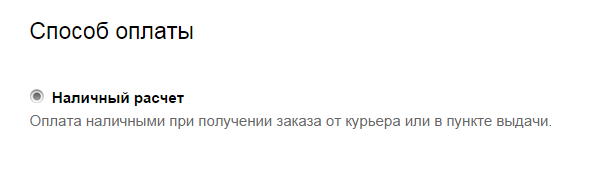 Способ оплаты
Наличный расчет
Оплата наличными при получении заказа от курьера или в пункте выдачи.